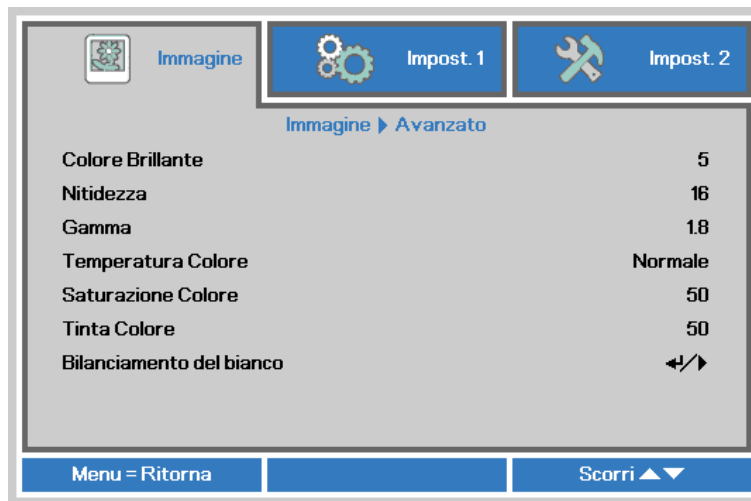 Immagine Impost. 1 Impost. 2
Immagine ▶ Avanzato
Colore Brillante 5
Nitidezza 16
Gamma 1.8
Temperatura Colore Normale
Saturazione Colore 50
Tinta Colore 50
Bilanciamento del bianco ↵/▶
Menu = Ritorna Scorri ▲▼